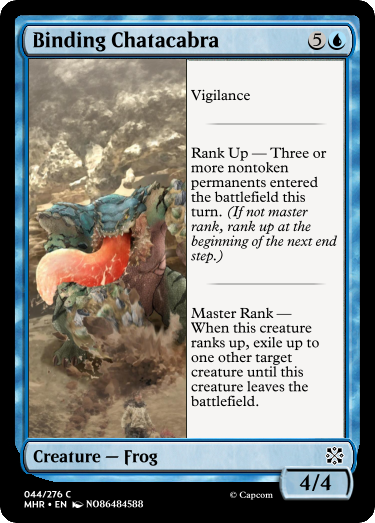 Binding Chatacabra 5
Vigilance
Rank Up — Three or
more nontoken
permanents entered
the battlefield this
turn. (If not master
rank, rank up at the
beginning of the next end
step.)
Master Rank —
When this creature
ranks up, exile up to
one other target
creature until this
creature leaves the
battlefield.
Creature — Frog
4/4
044/276 C
MHR • EN NO86484588
© Capcom